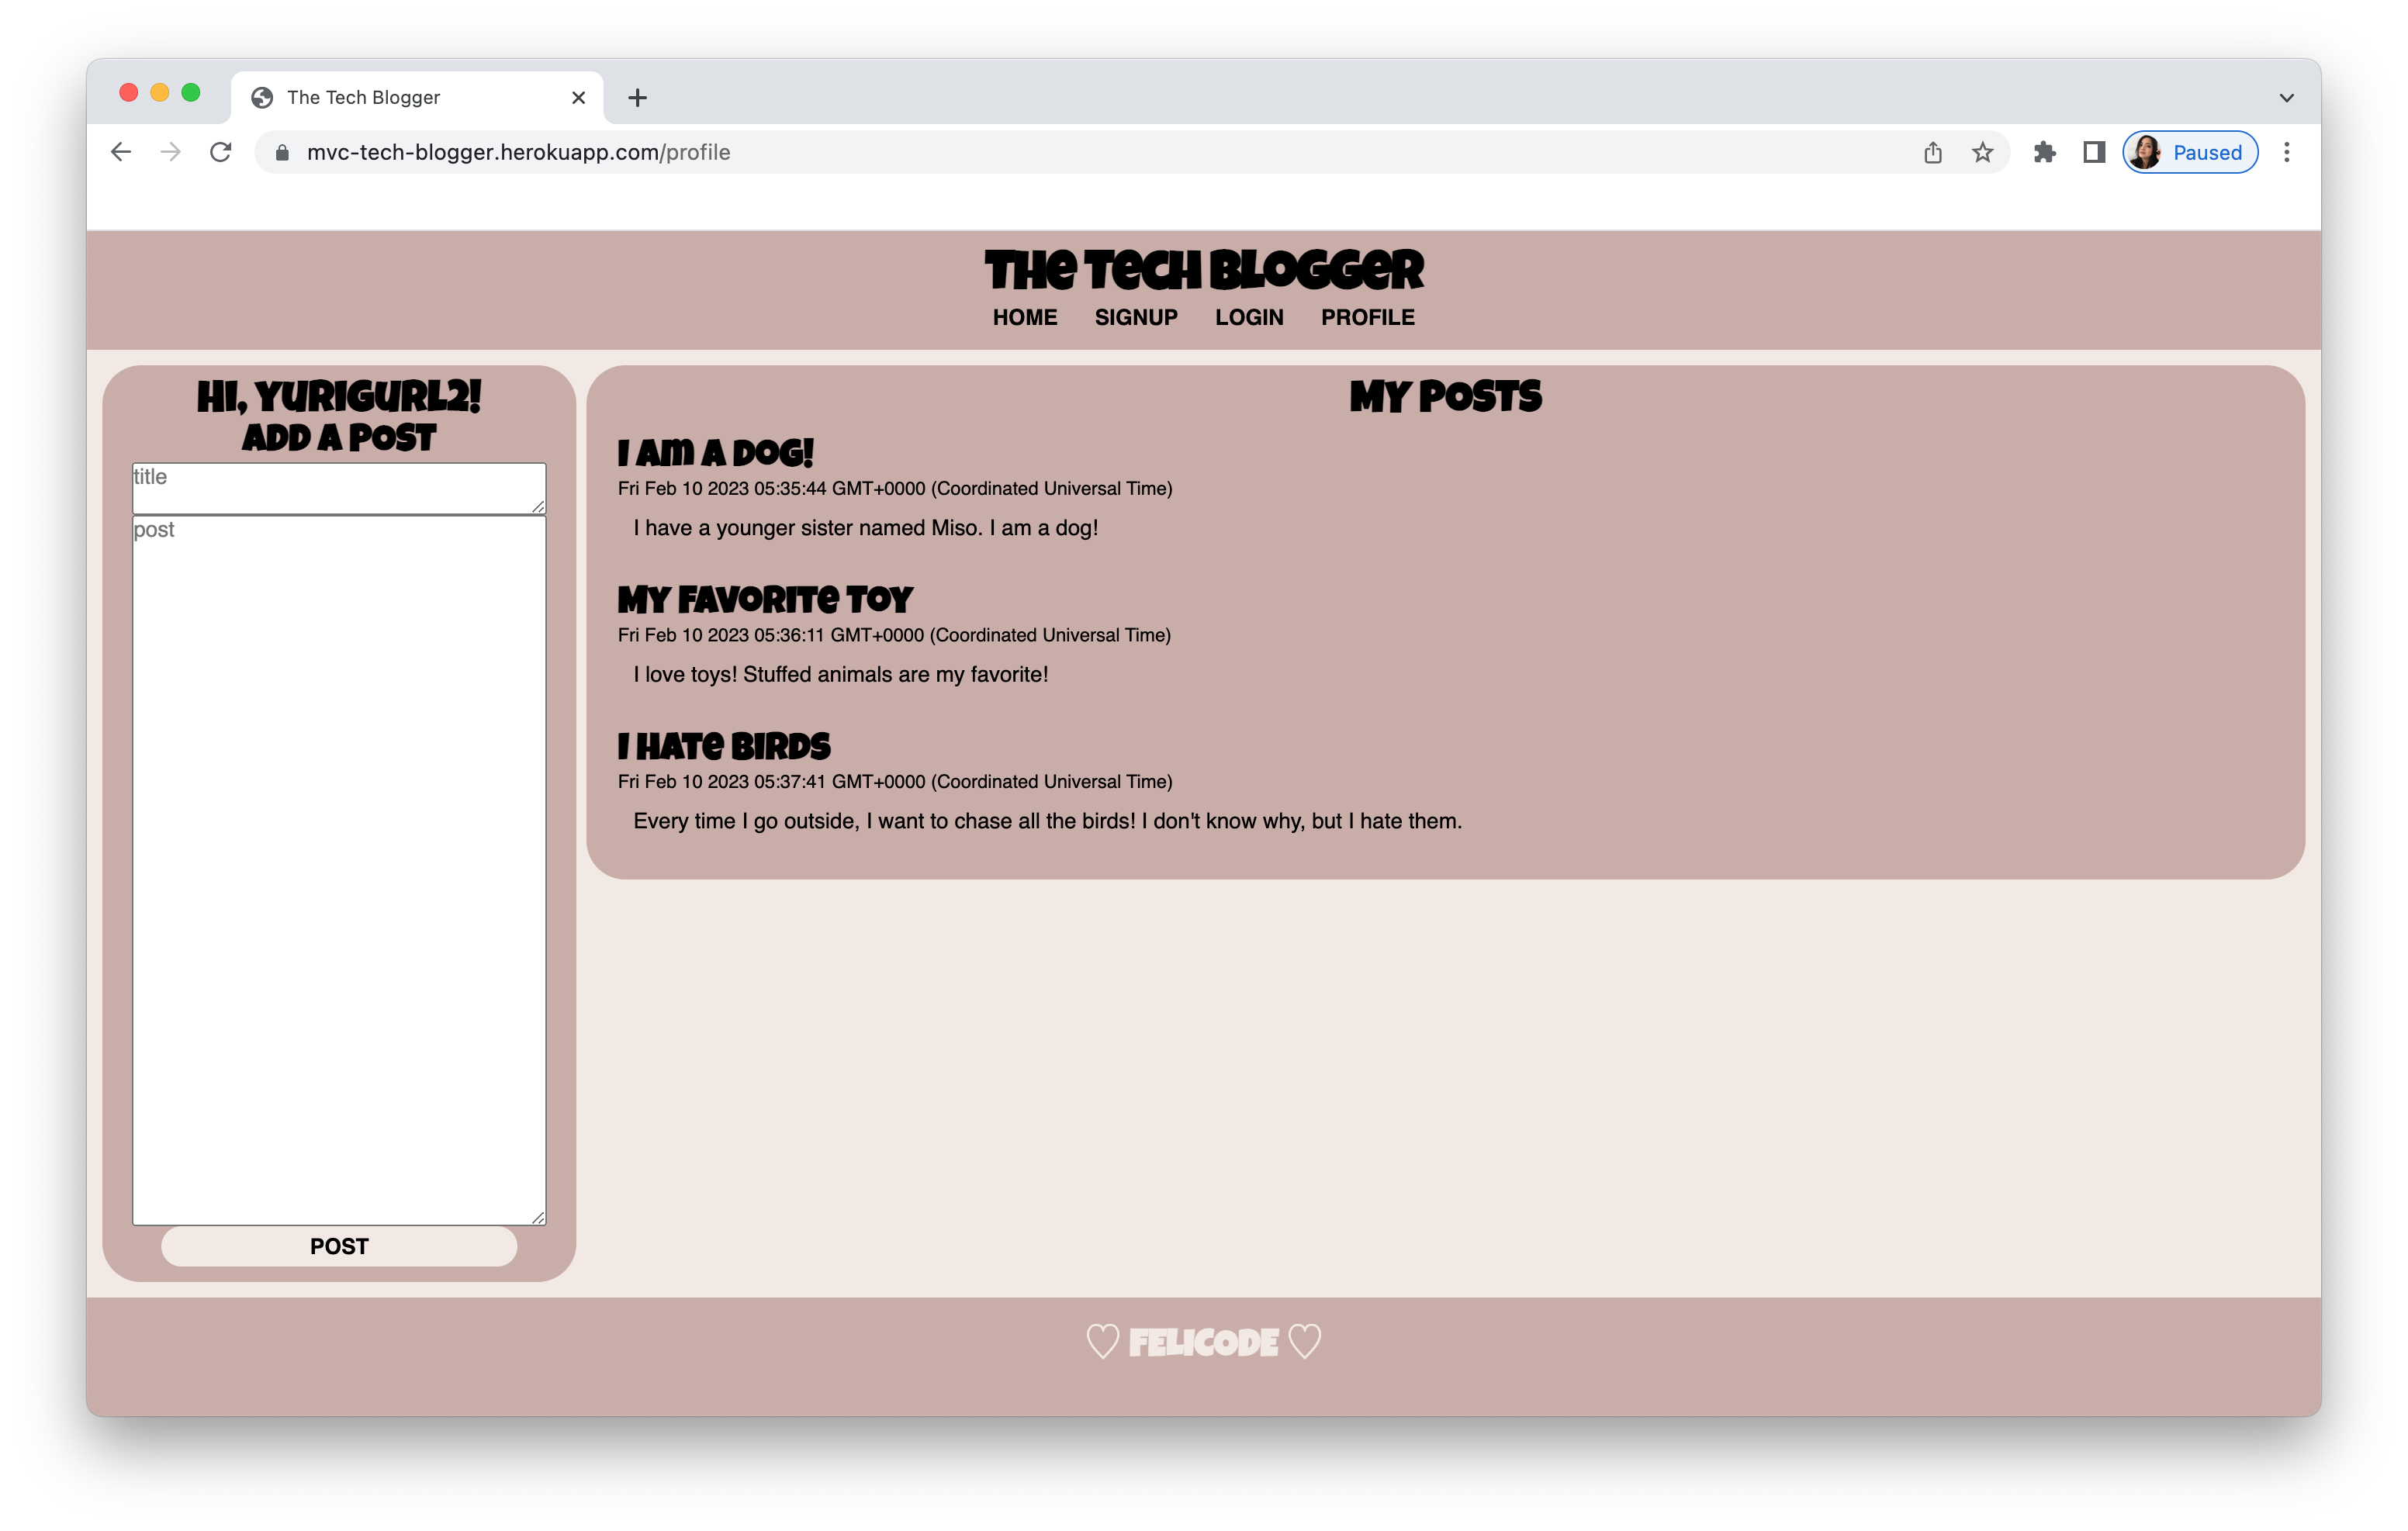 The Tech Blogger
mvc-tech-blogger.herokuapp.com/profile
Paused
The Tech Blogger
HOME SIGNUP LOGIN PROFILE
Hi, yurigurl2!
Add a Post
title
post
POST
My Posts
I am a dog!
Fri Feb 10 2023 05:35:44 GMT+0000 (Coordinated Universal Time)
I have a younger sister named Miso. I am a dog!
My Favorite Toy
Fri Feb 10 2023 05:36:11 GMT+0000 (Coordinated Universal Time)
I love toys! Stuffed animals are my favorite!
I hate birds
Fri Feb 10 2023 05:37:41 GMT+0000 (Coordinated Universal Time)
Every time I go outside, I want to chase all the birds! I don't know why, but I hate them.
♡ FELICODE ♡